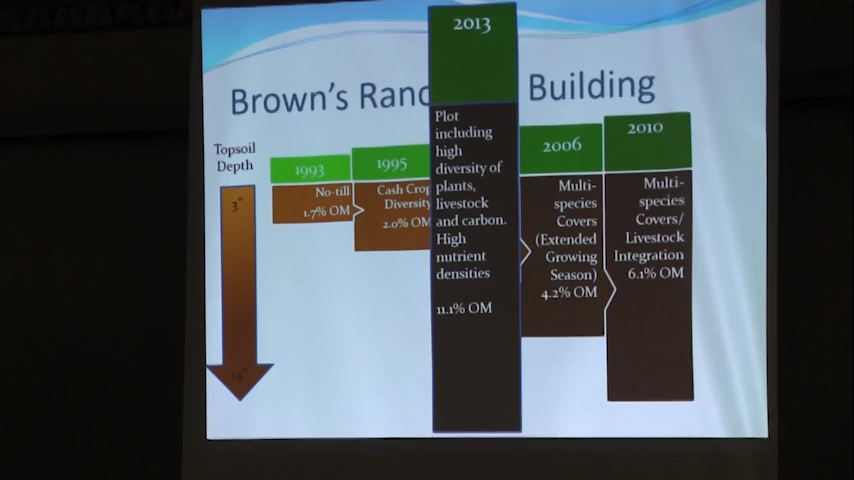 2013
Brown's Ranc Building
Topsoil
Depth
3"
14"
1993
No-till
1.7% OM
1995
Cash Crop
Diversity
2.0% OM
Plot
including
high
diversity of
plants,
livestock
and carbon.
High
nutrient
densities
11.1% OM
2006
Multi-
species
Covers
(Extended
Growing
Season)
4.2% OM
2010
Multi-
species
Covers/
Livestock
Integration
6.1% OM